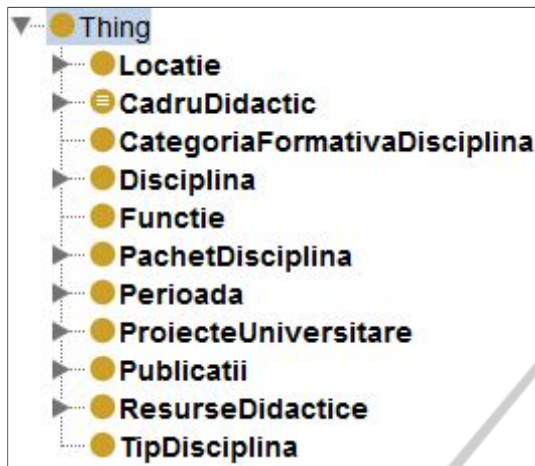 Thing
Locatie
CadruDidactic
CategoriaFormativaDisciplina
Disciplina
Functie
PachetDisciplina
Perioada
ProiecteUniversitare
Publicatii
ResurseDidactice
TipDisciplina